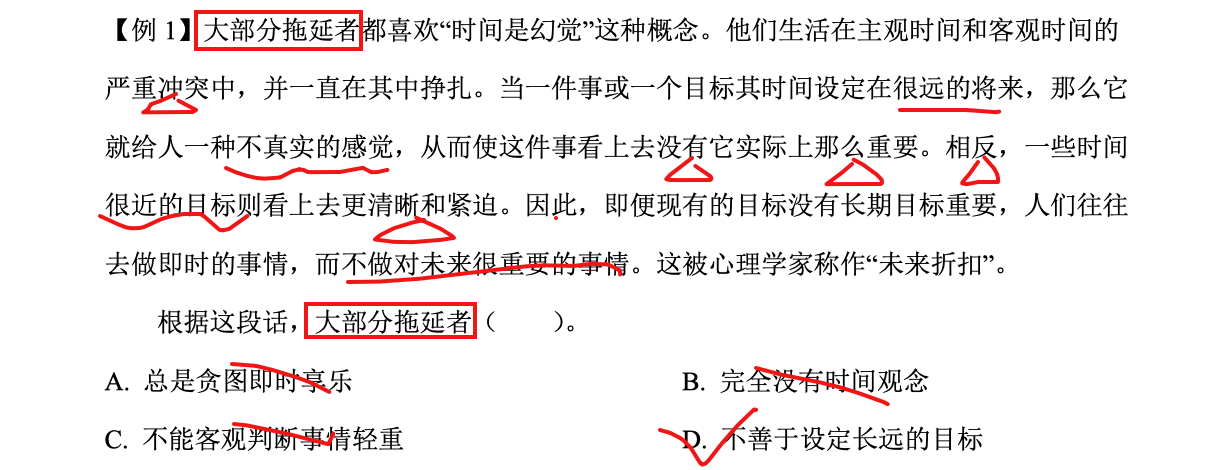 【例 1】大部分拖延者都喜欢“时间是幻觉”这种概念。他们生活在主观时间和客观时间的
严重冲突中，并一直在其中挣扎。当一件事或一个目标其时间设定在很远的将来，那么它
就给人一种不真实的感觉，从而使这件事看上去没有它实际上那么重要。相反，一些时间
很近的目标则看上去更清晰和紧迫。因此，即便现有的目标没有长期目标重要，人们往往
去做即时的事情，而不做对未来很重要的事情。这被心理学家称作“未来折扣”。
根据这段话，大部分拖延者（　　）。
A. 总是贪图即时享乐 B. 完全没有时间观念
C. 不能客观判断事情轻重 D. 不善于设定长远的目标